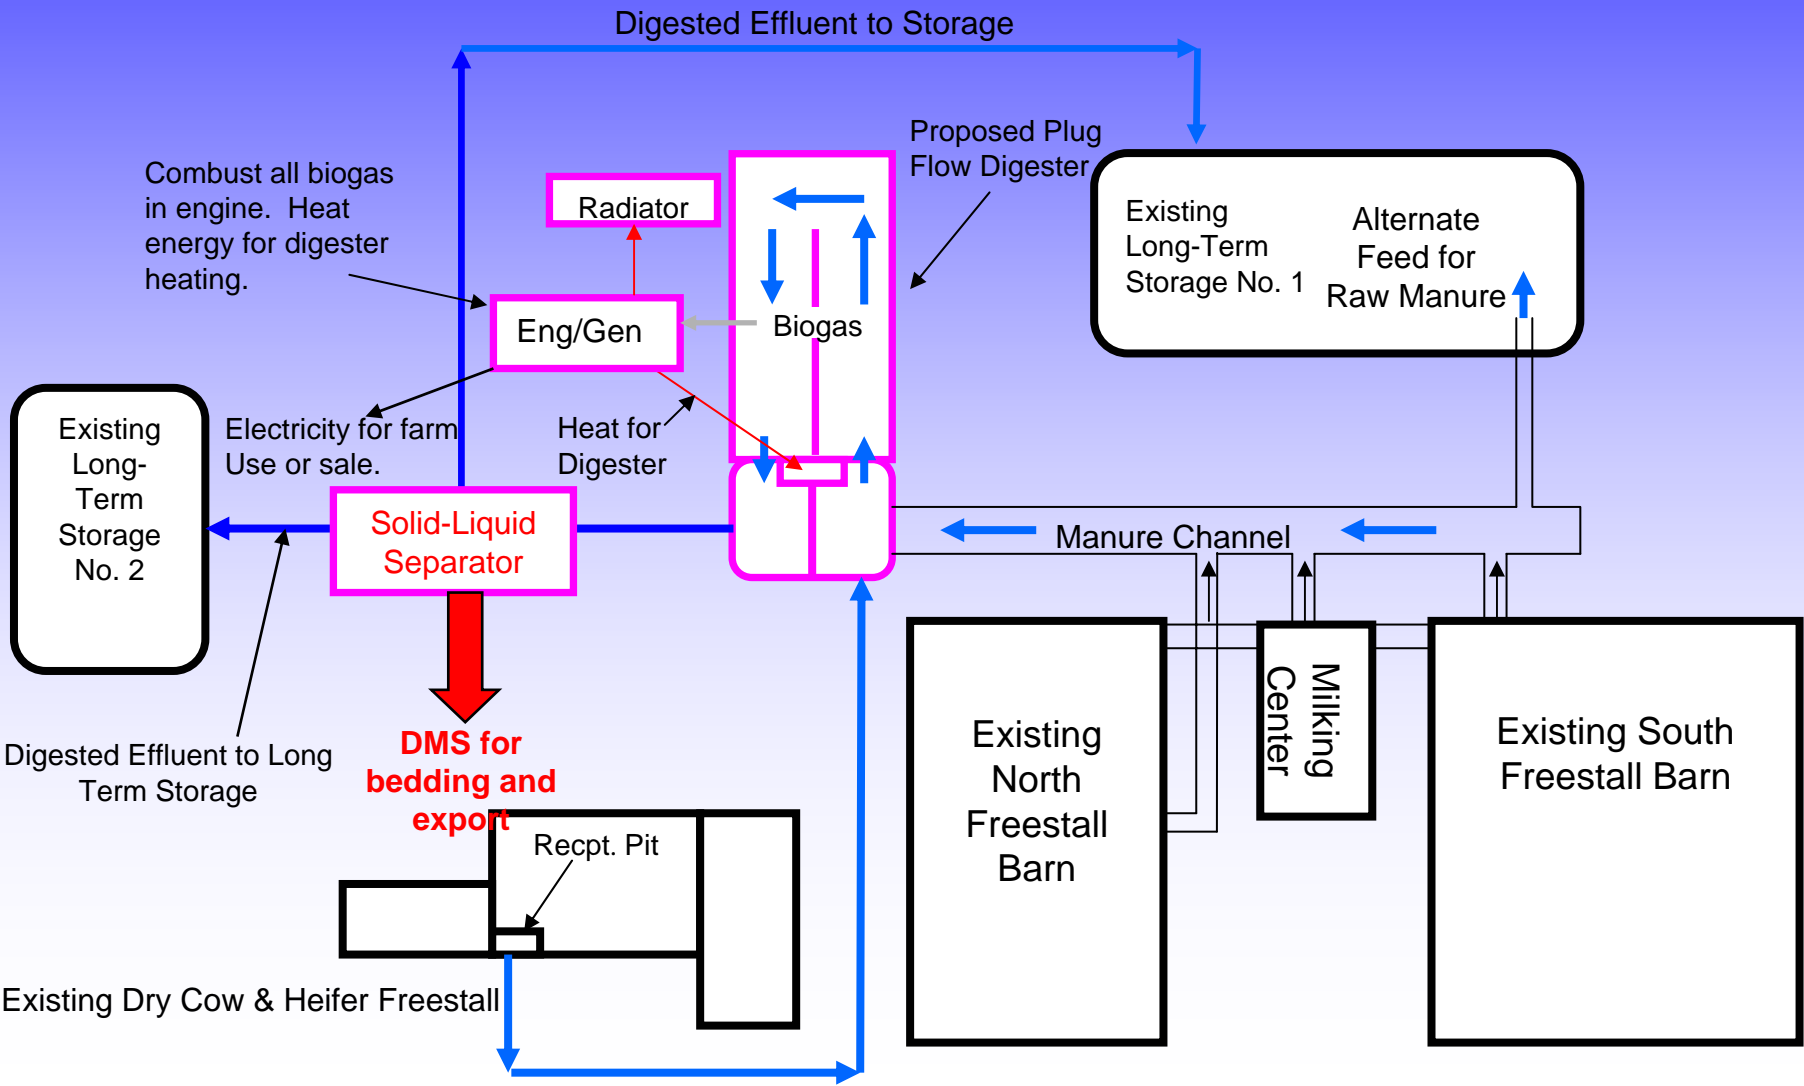 Digested Effluent to Storage
Combust all biogas
in engine.  Heat
energy for digester
heating.
Radiator
Proposed Plug
Flow Digester
Existing
Long-Term
Storage No. 1
Alternate
Feed for
Raw Manure
Eng/Gen
Biogas
Existing
Long-
Term
Storage
No. 2
Electricity for farm
Use or sale.
Heat for
Digester
Solid-Liquid
Separator
Manure Channel
Digested Effluent to Long
Term Storage
DMS for
bedding and
export
Recpt. Pit
Existing Dry Cow & Heifer Freestall
Existing
North
Freestall
Barn
Milking
Center
Existing South
Freestall Barn